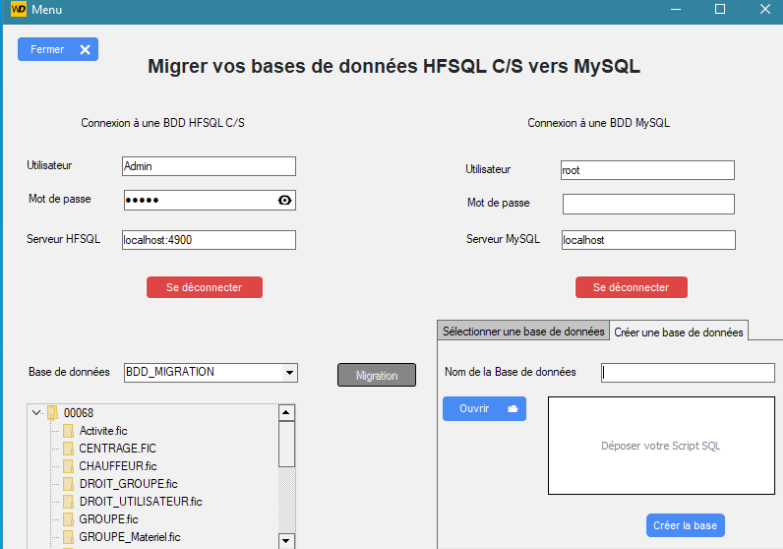 WD Menu
Fermer
Migrer vos bases de données HFSQL C/S vers MySQL
Connexion à une BDD HFSQL C/S
Utilisateur Admin
Mot de passe •••••
Serveur HFSQL localhost:4900
Se déconnecter
Connexion à une BDD MySQL
Utilisateur root
Mot de passe
Serveur MySQL localhost
Se déconnecter
Base de données BDD_MIGRATION
Migration
00068
Activite.fic
CENTRAGE.FIC
CHAUFFEUR.fic
DROIT_GROUPE.fic
DROIT_UTILISATEUR.fic
GROUPE.fic
GROUPE_Materiel.fic
Sélectionner une base de données Créer une base de données
Nom de la Base de données
Ouvrir
Déposer votre Script SQL
Créer la base